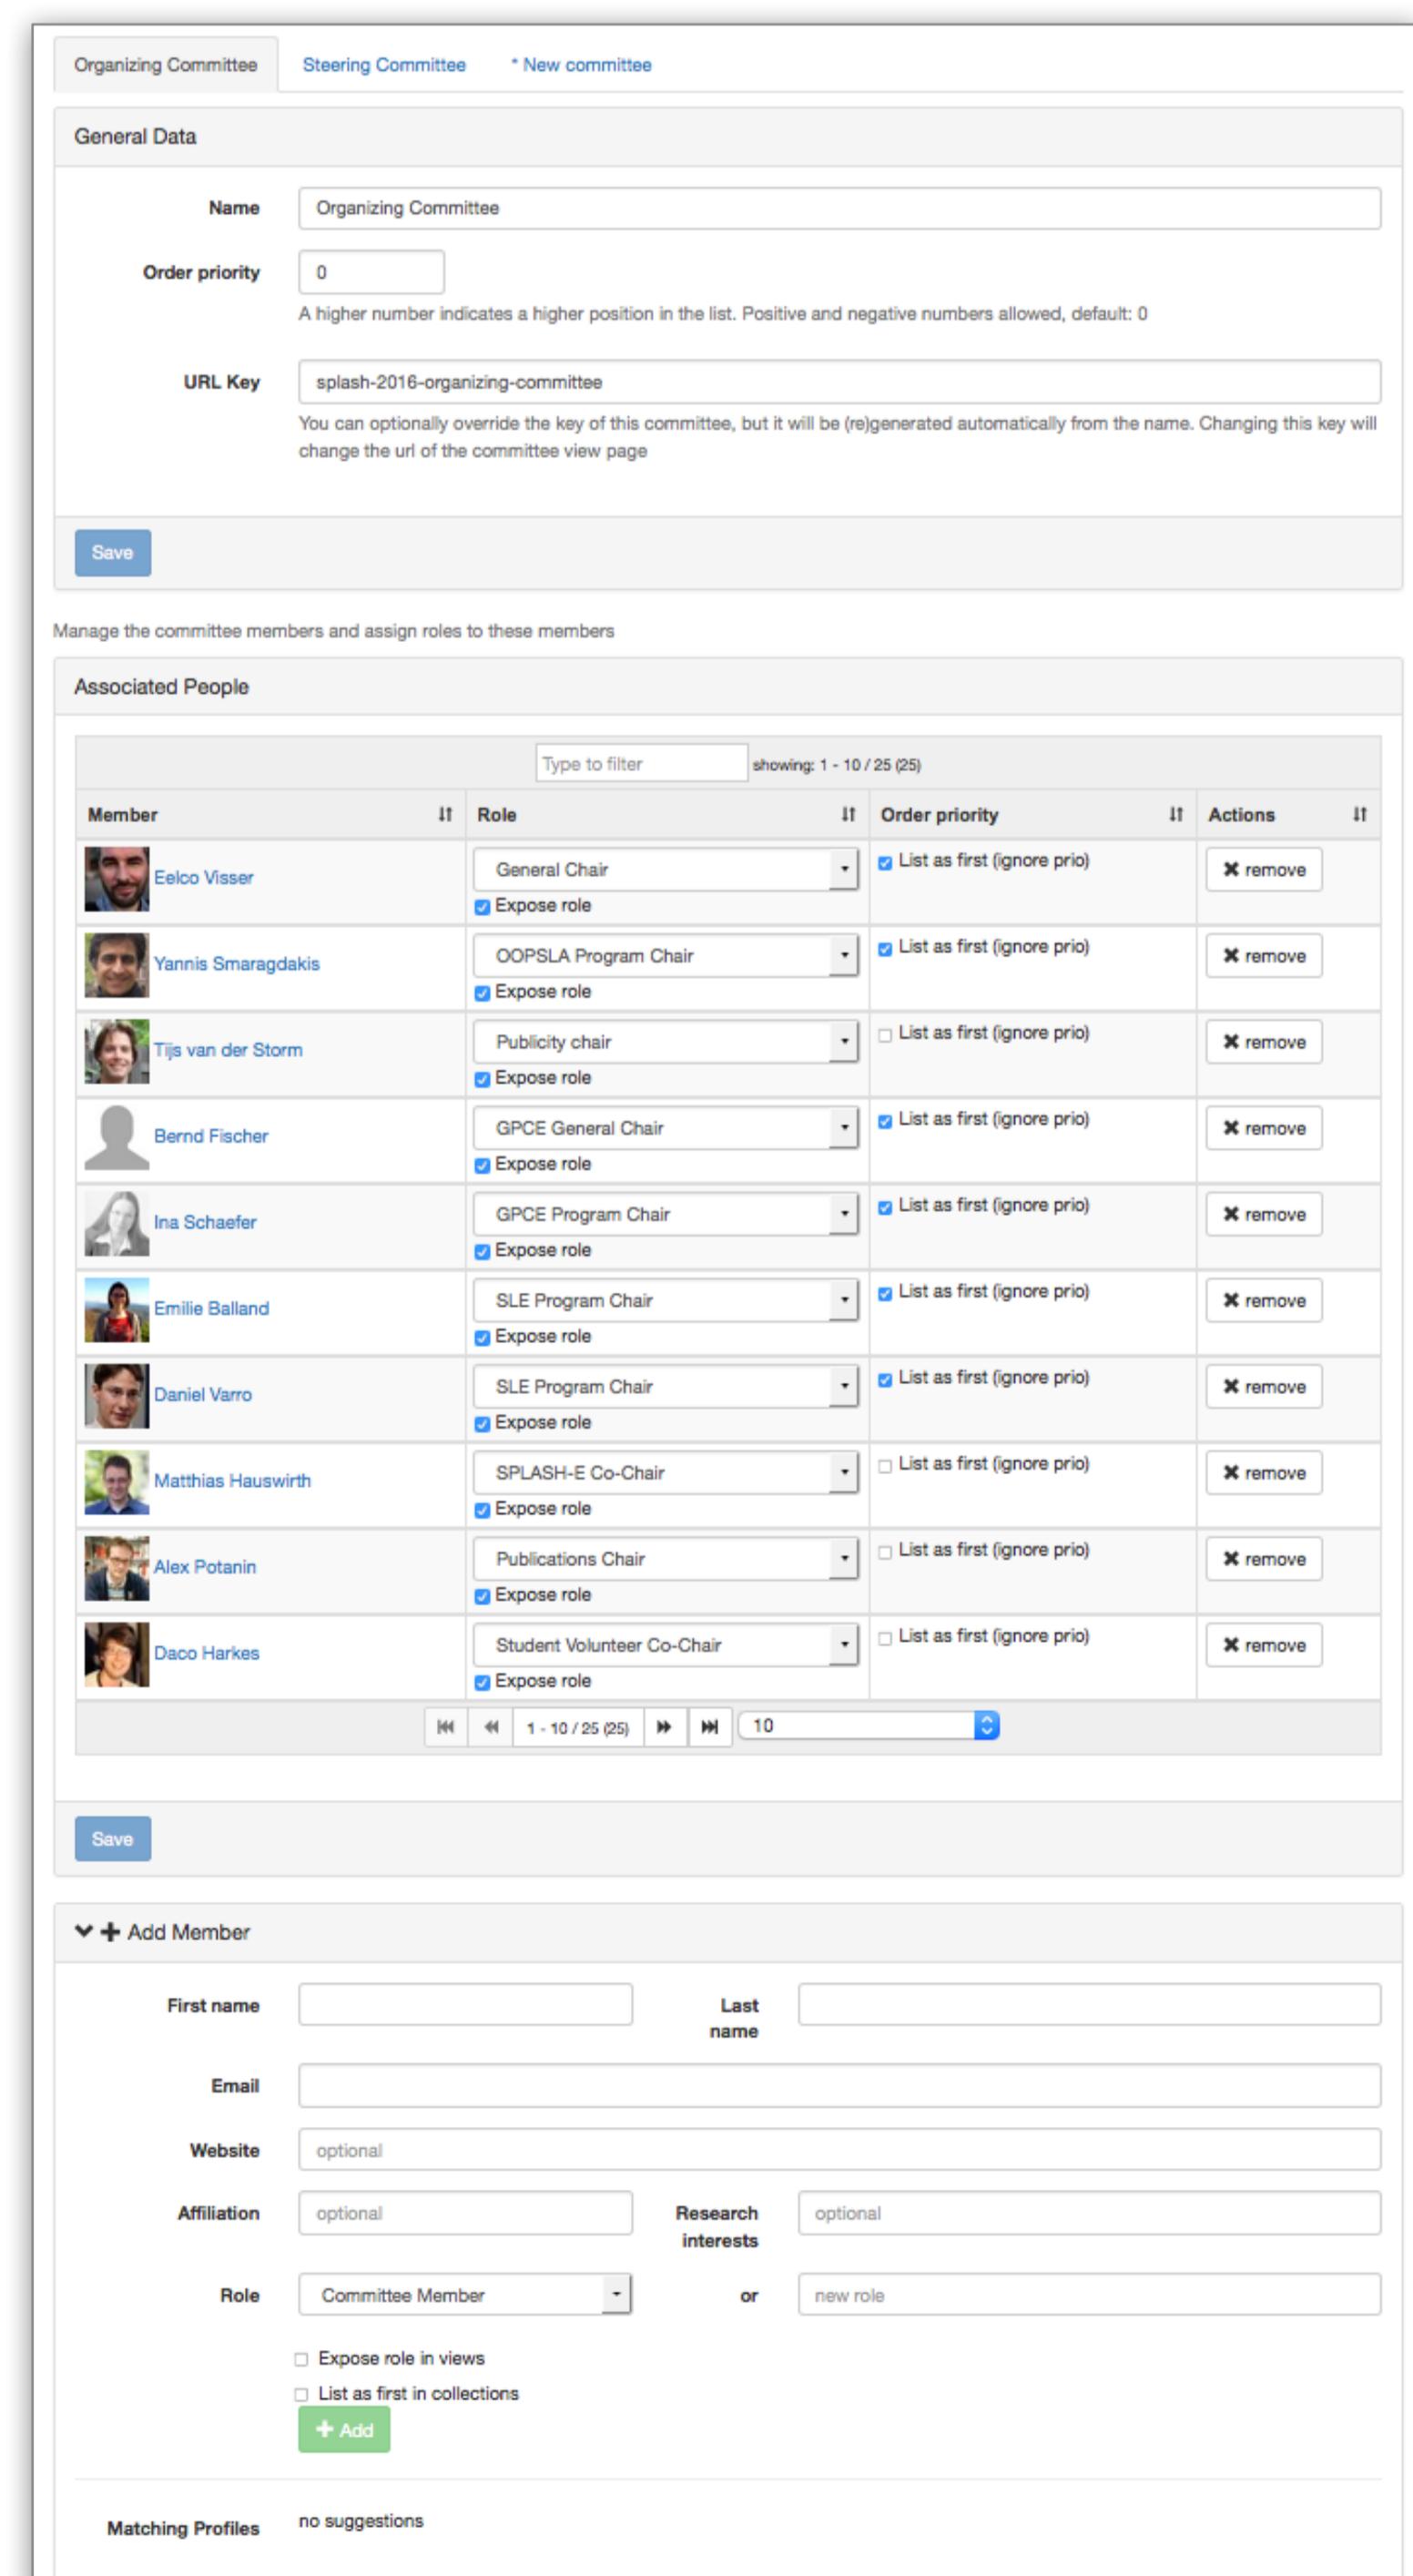 Organizing Committee Steering Committee * New committee
General Data
Name Organizing Committee
Order priority 0
A higher number indicates a higher position in the list. Positive and negative numbers allowed, default: 0
URL Key splash-2016-organizing-committee
You can optionally override the key of this committee, but it will be (re)generated automatically from the name. Changing this key will
change the url of the committee view page
Save
Manage the committee members and assign roles to these members
Associated People
Type to filter showing: 1 - 10 / 25 (25)
Member Role Order priority Actions
Eelco Visser General Chair List as first (ignore prio) remove
Expose role
Yannis Smaragdakis OOPSLA Program Chair List as first (ignore prio) remove
Expose role
Tijs van der Storm Publicity chair List as first (ignore prio) remove
Expose role
Bernd Fischer GPCE General Chair List as first (ignore prio) remove
Expose role
Ina Schaefer GPCE Program Chair List as first (ignore prio) remove
Expose role
Emilie Balland SLE Program Chair List as first (ignore prio) remove
Expose role
Daniel Varro SLE Program Chair List as first (ignore prio) remove
Expose role
Matthias Hauswirth SPLASH-E Co-Chair List as first (ignore prio) remove
Expose role
Alex Potanin Publications Chair List as first (ignore prio) remove
Expose role
Daco Harkes Student Volunteer Co-Chair List as first (ignore prio) remove
Expose role
1 - 10 / 25 (25) 10
Save
Add Member
First name Last
name
Email
Website optional
Affiliation optional Research optional
interests
Role Committee Member or new role
Expose role in views
List as first in collections
Add
Matching Profiles no suggestions